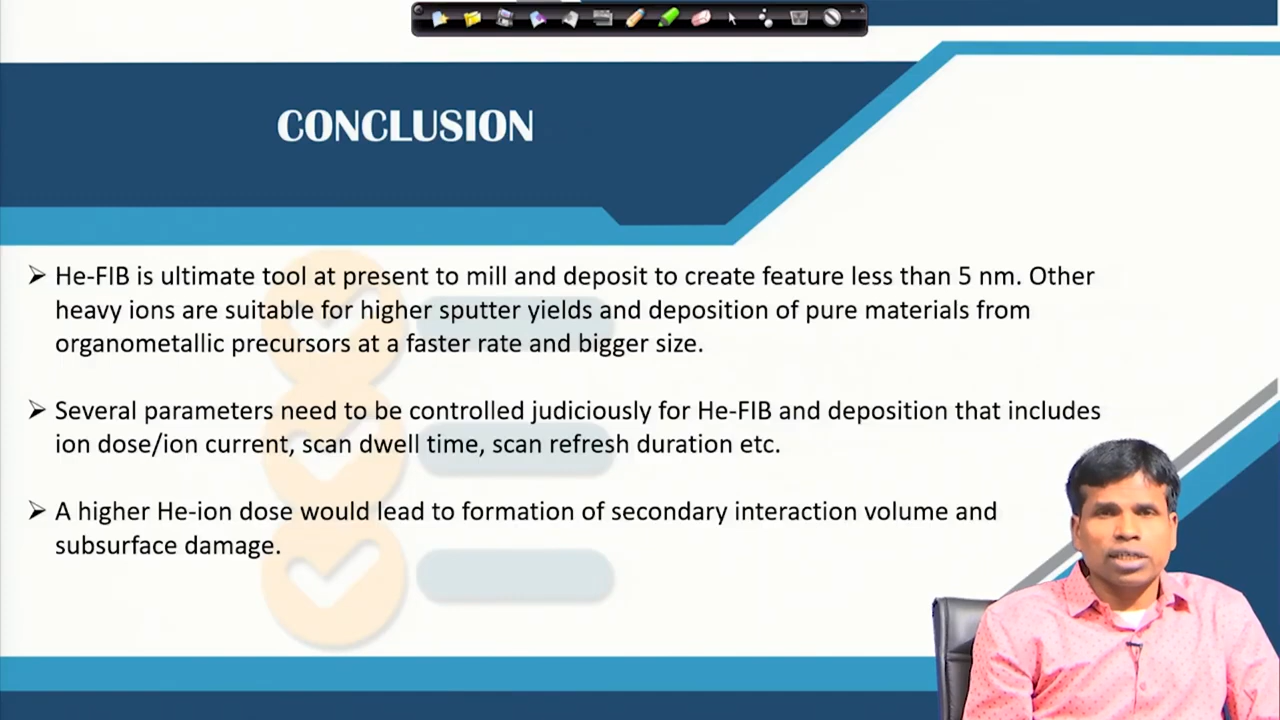 CONCLUSION
➢ He-FIB is ultimate tool at present to mill and deposit to create feature less than 5 nm. Other
heavy ions are suitable for higher sputter yields and deposition of pure materials from
organometallic precursors at a faster rate and bigger size.
➢ Several parameters need to be controlled judiciously for He-FIB and deposition that includes
ion dose/ion current, scan dwell time, scan refresh duration etc.
➢ A higher He-ion dose would lead to formation of secondary interaction volume and
subsurface damage.